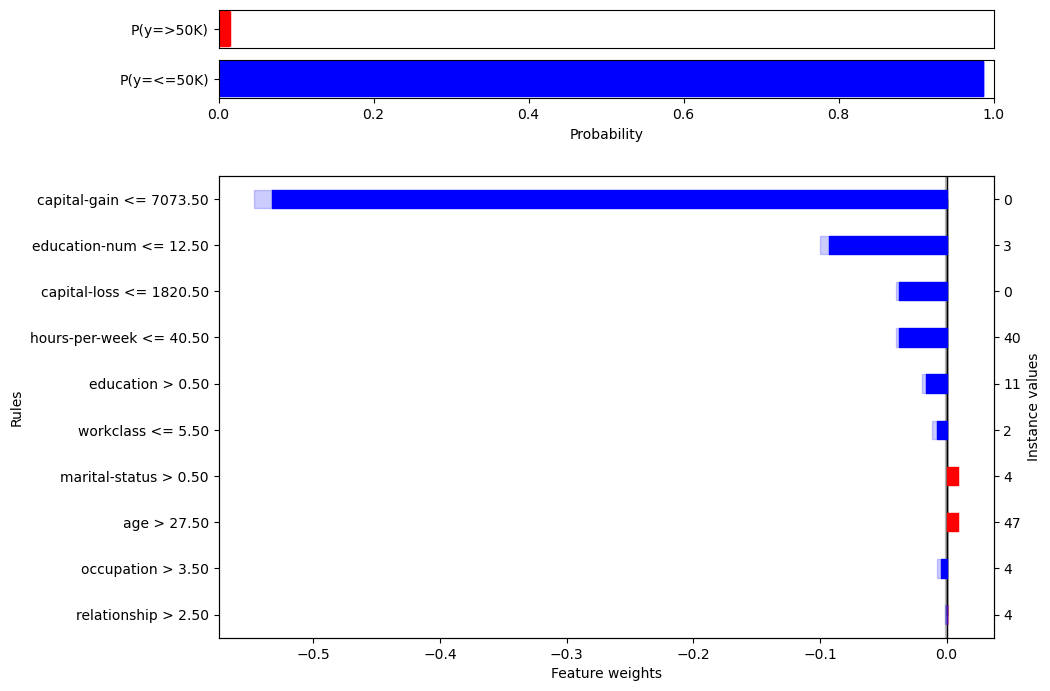 P(y=>50K)
P(y=<=50K)
0.0 0.2 0.4 0.6 0.8 1.0
Probability
Rules
capital-gain <= 7073.50 0
education-num <= 12.50 3
capital-loss <= 1820.50 0
hours-per-week <= 40.50 40
education > 0.50 11
workclass <= 5.50 2
marital-status > 0.50 4
age > 27.50 47
occupation > 3.50 4
relationship > 2.50 4
Instance values
−0.5 −0.4 −0.3 −0.2 −0.1 0.0
Feature weights